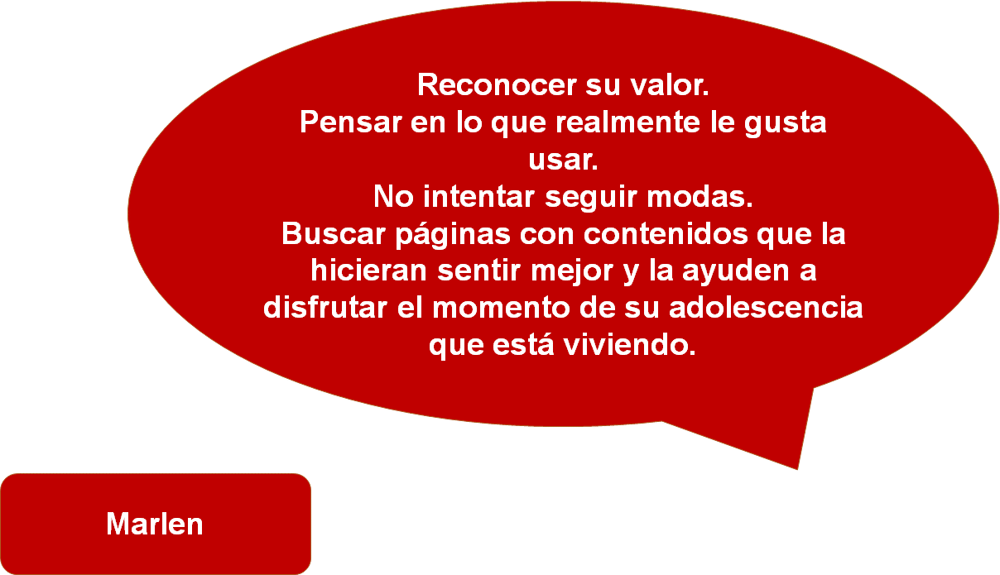 Reconocer su valor.
Pensar en lo que realmente le gusta
usar.
No intentar seguir modas.
Buscar páginas con contenidos que la
hicieran sentir mejor y la ayuden a
disfrutar el momento de su adolescencia
que está viviendo.
Marlen